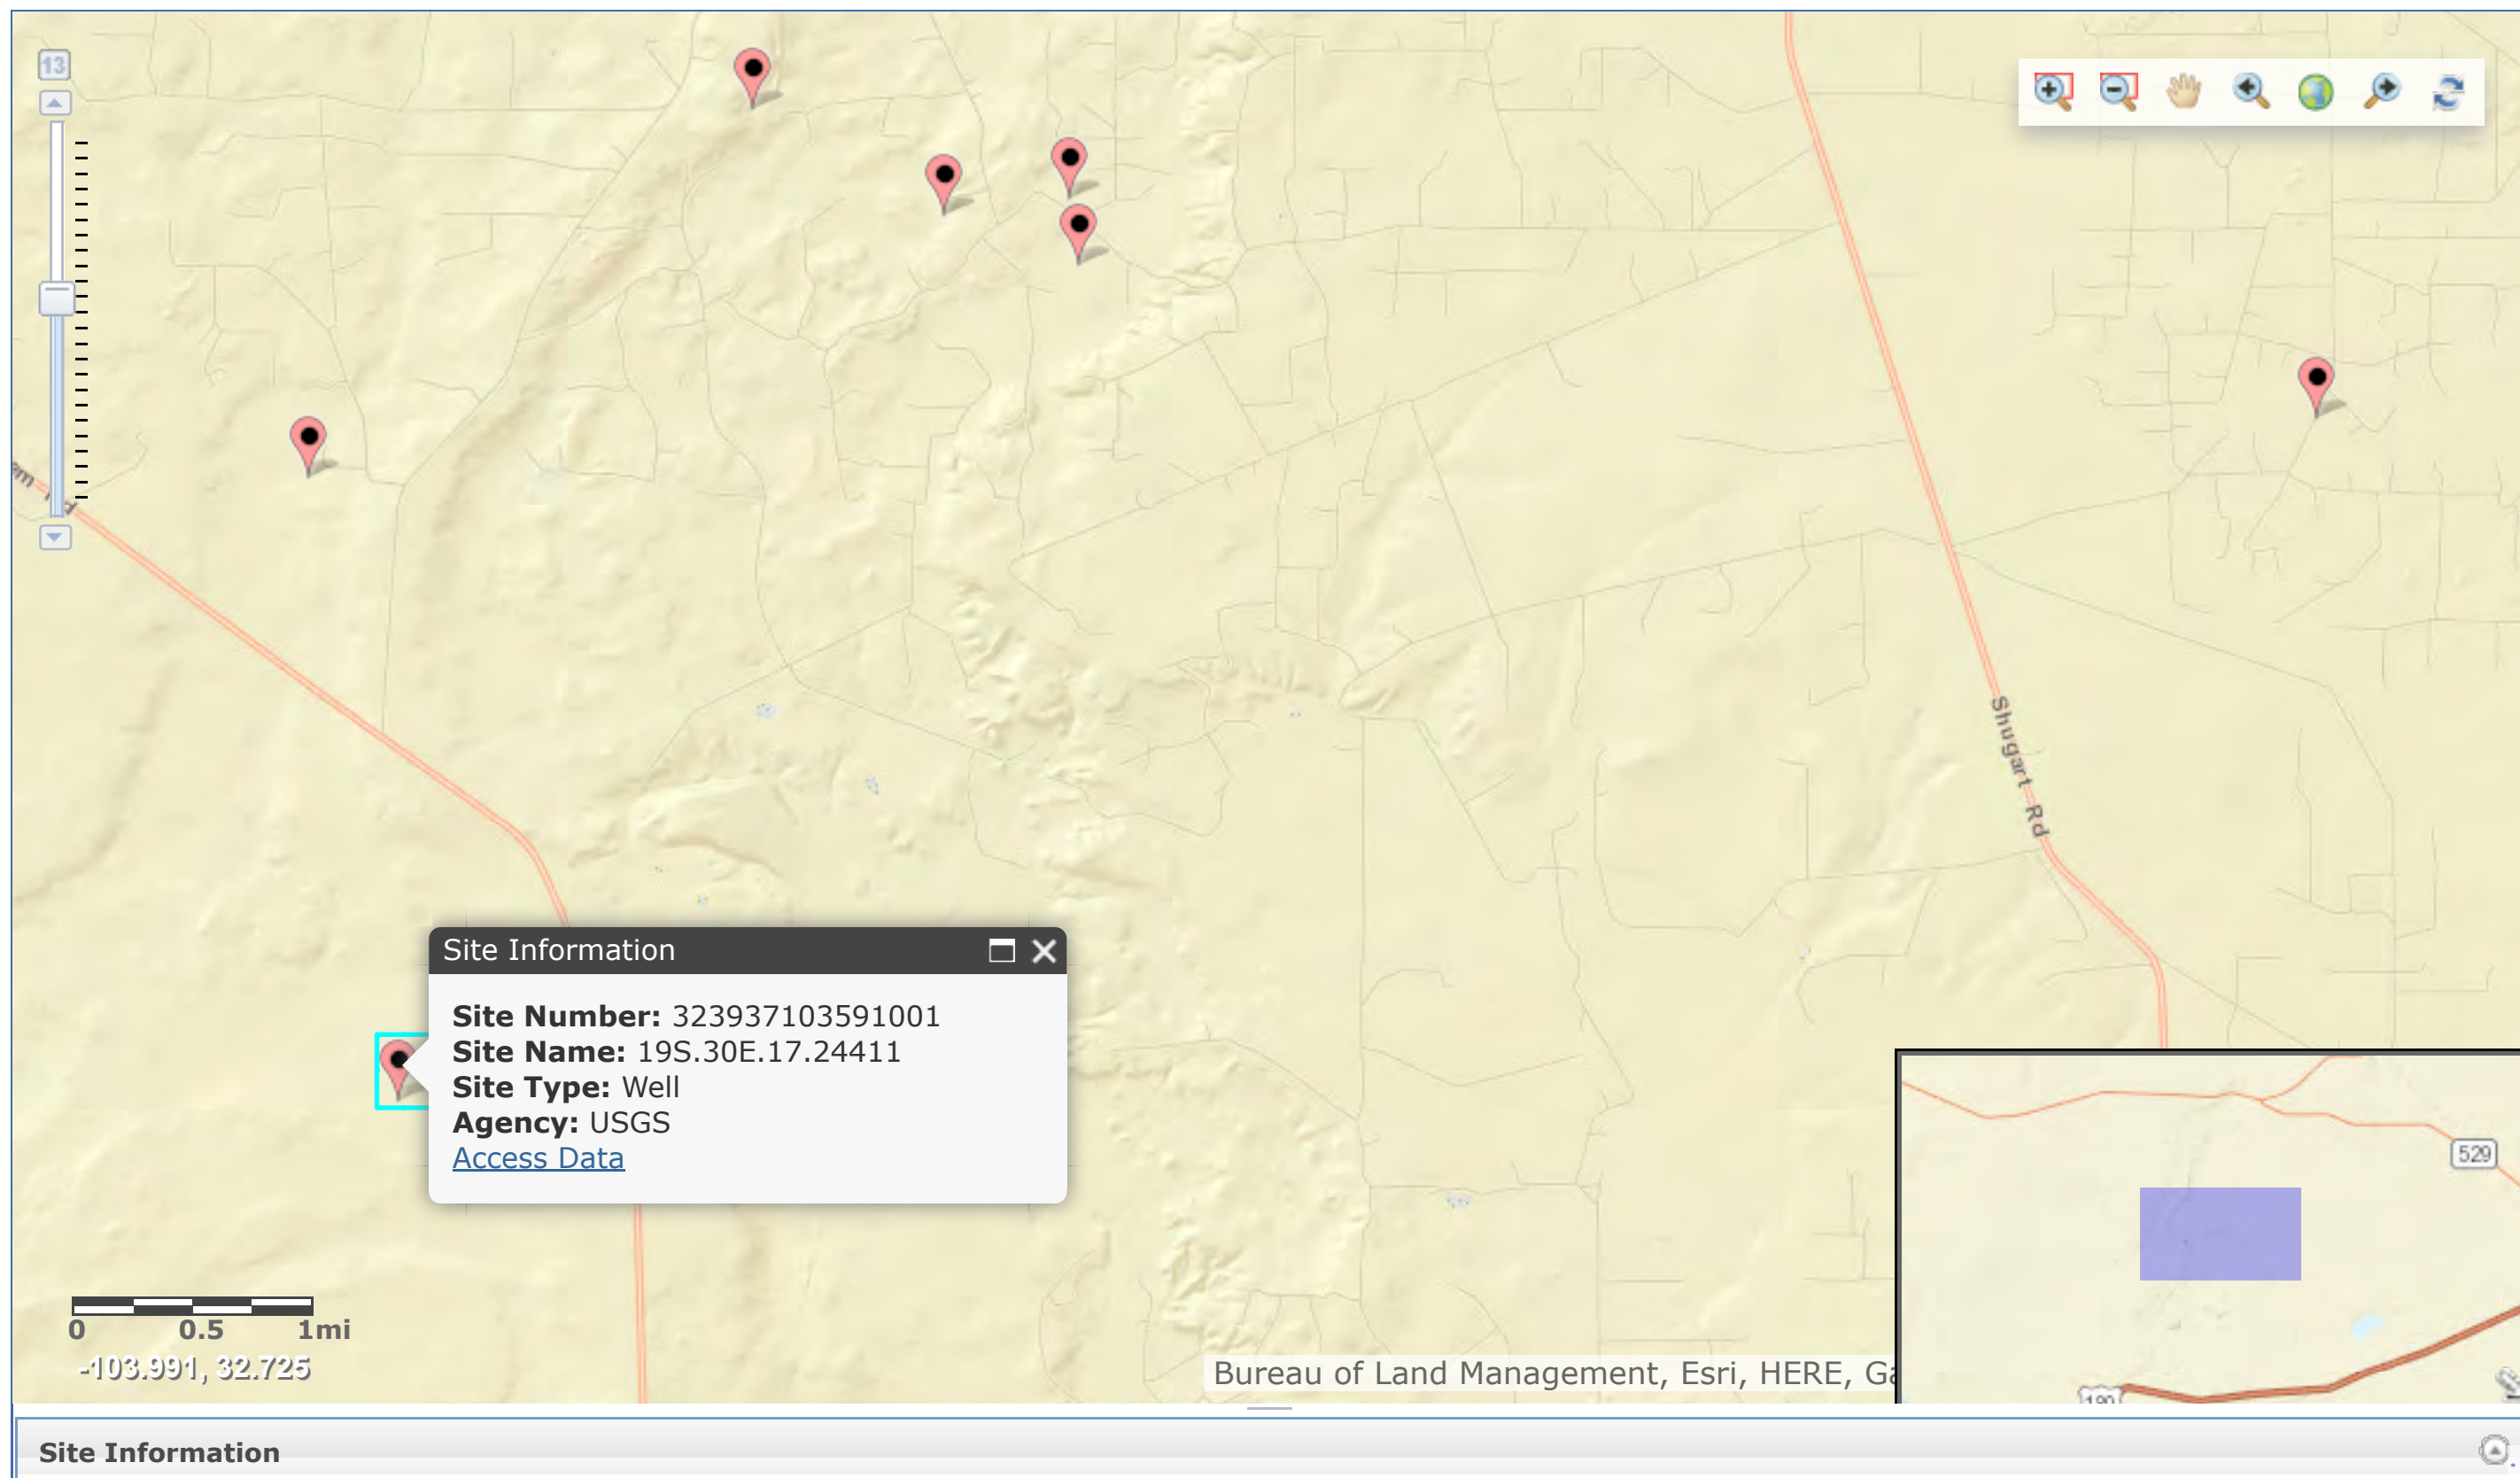 13
Shugart Rd
Site Information
Site Number: 323937103591001
Site Name: 19S.30E.17.24411
Site Type: Well
Agency: USGS
Access Data
529
0 0.5 1mi
-103.991, 32.725
Bureau of Land Management, Esri, HERE, Ga
Site Information